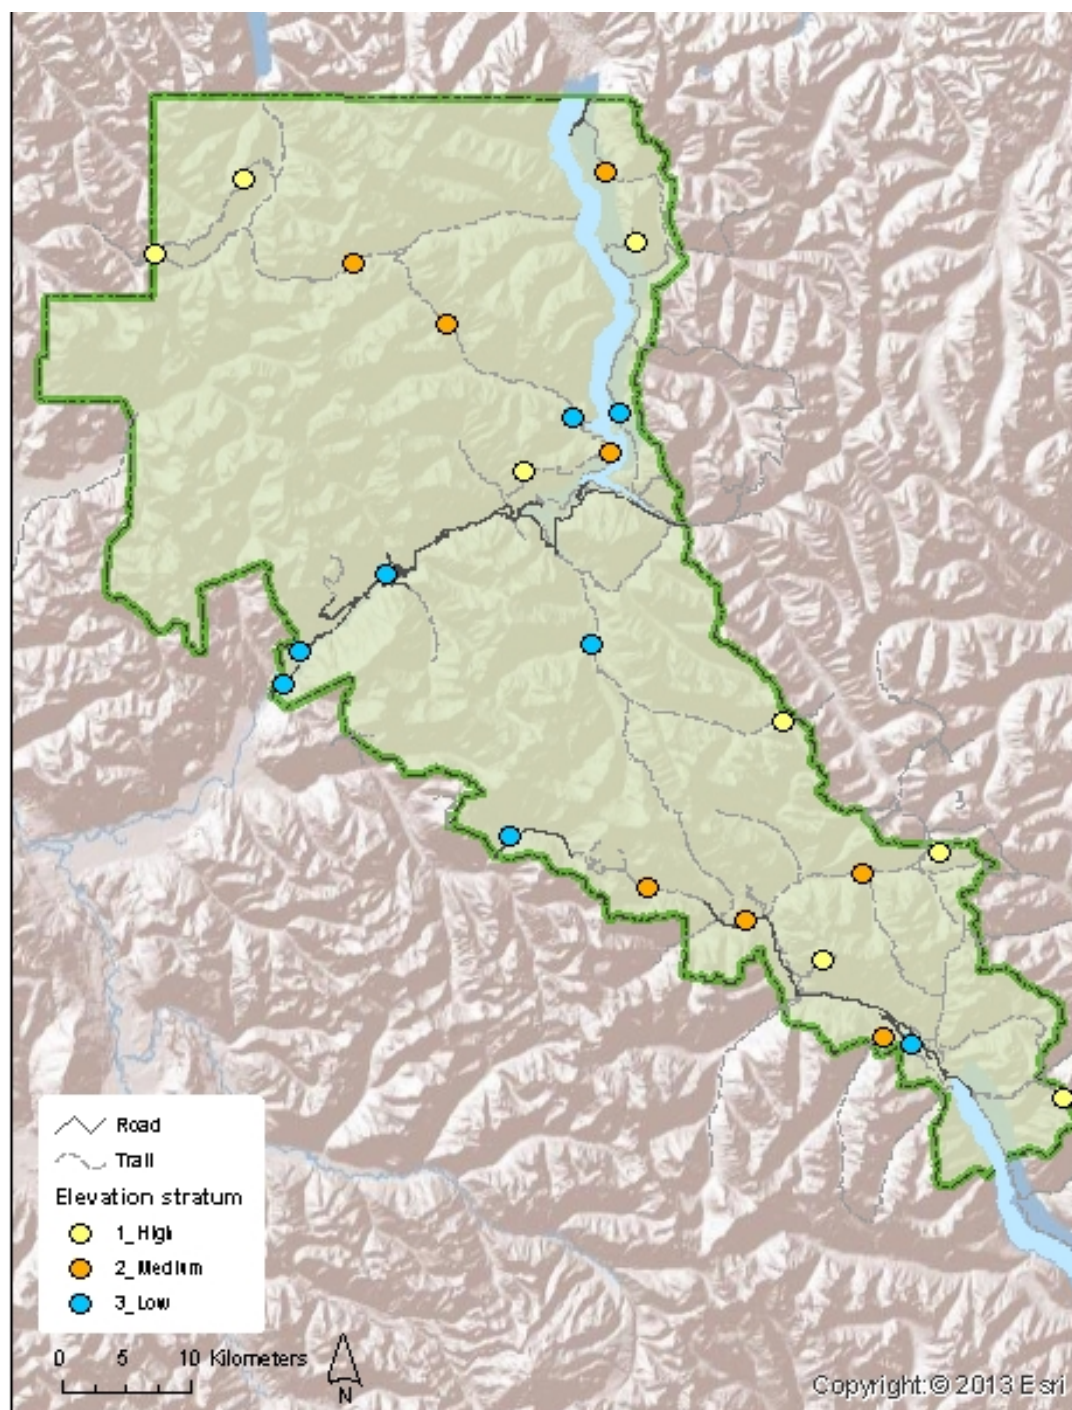 Road
Trail
Elevation stratum
1_High
2_Medium
3_Low
0 5 10 Kilometers
N
Copyright:© 2013 Esri